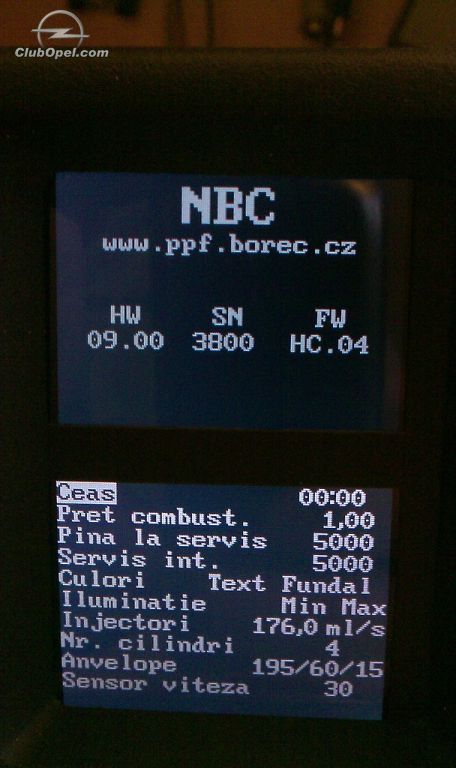 ClubOpel.com
NBC
www.ppf.borec.cz
HW SN FW
09.00 3800 HC.04
Ceas 00:00
Pret combust. 1,00
Pina la servis 5000
Servis int. 5000
Culori Text Fundal
Iluminatie Min Max
Injectori 176,0 ml/s
Nr. cilindri 4
Anvelope 195/60/15
Sensor viteza 30